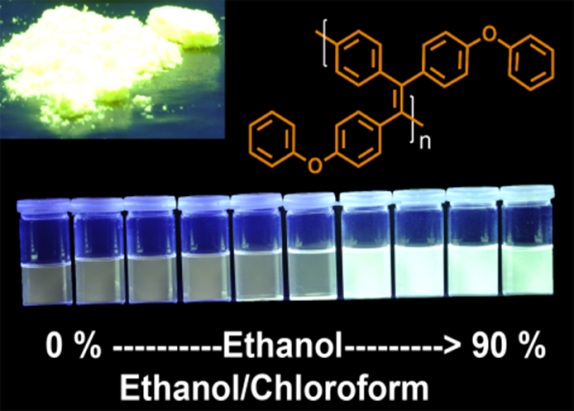 O
n
O
0 % ----------Ethanol---------> 90 %
Ethanol/Chloroform